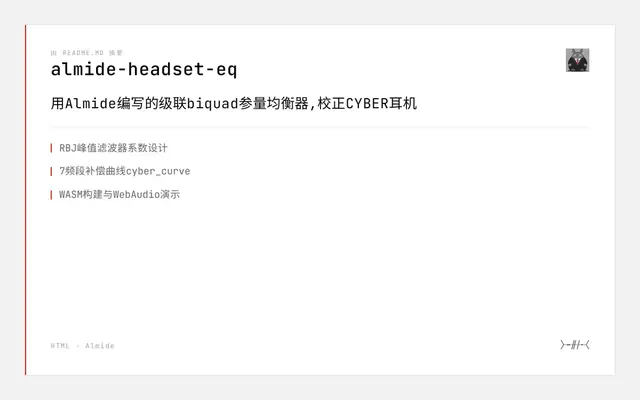 由 README.MD 摘要
almide-headset-eq
用Almide编写的级联biquad参量均衡器,校正CYBER耳机
RBJ峰值滤波器系数设计
7频段补偿曲线cyber_curve
WASM构建与WebAudio演示
HTML · Almide